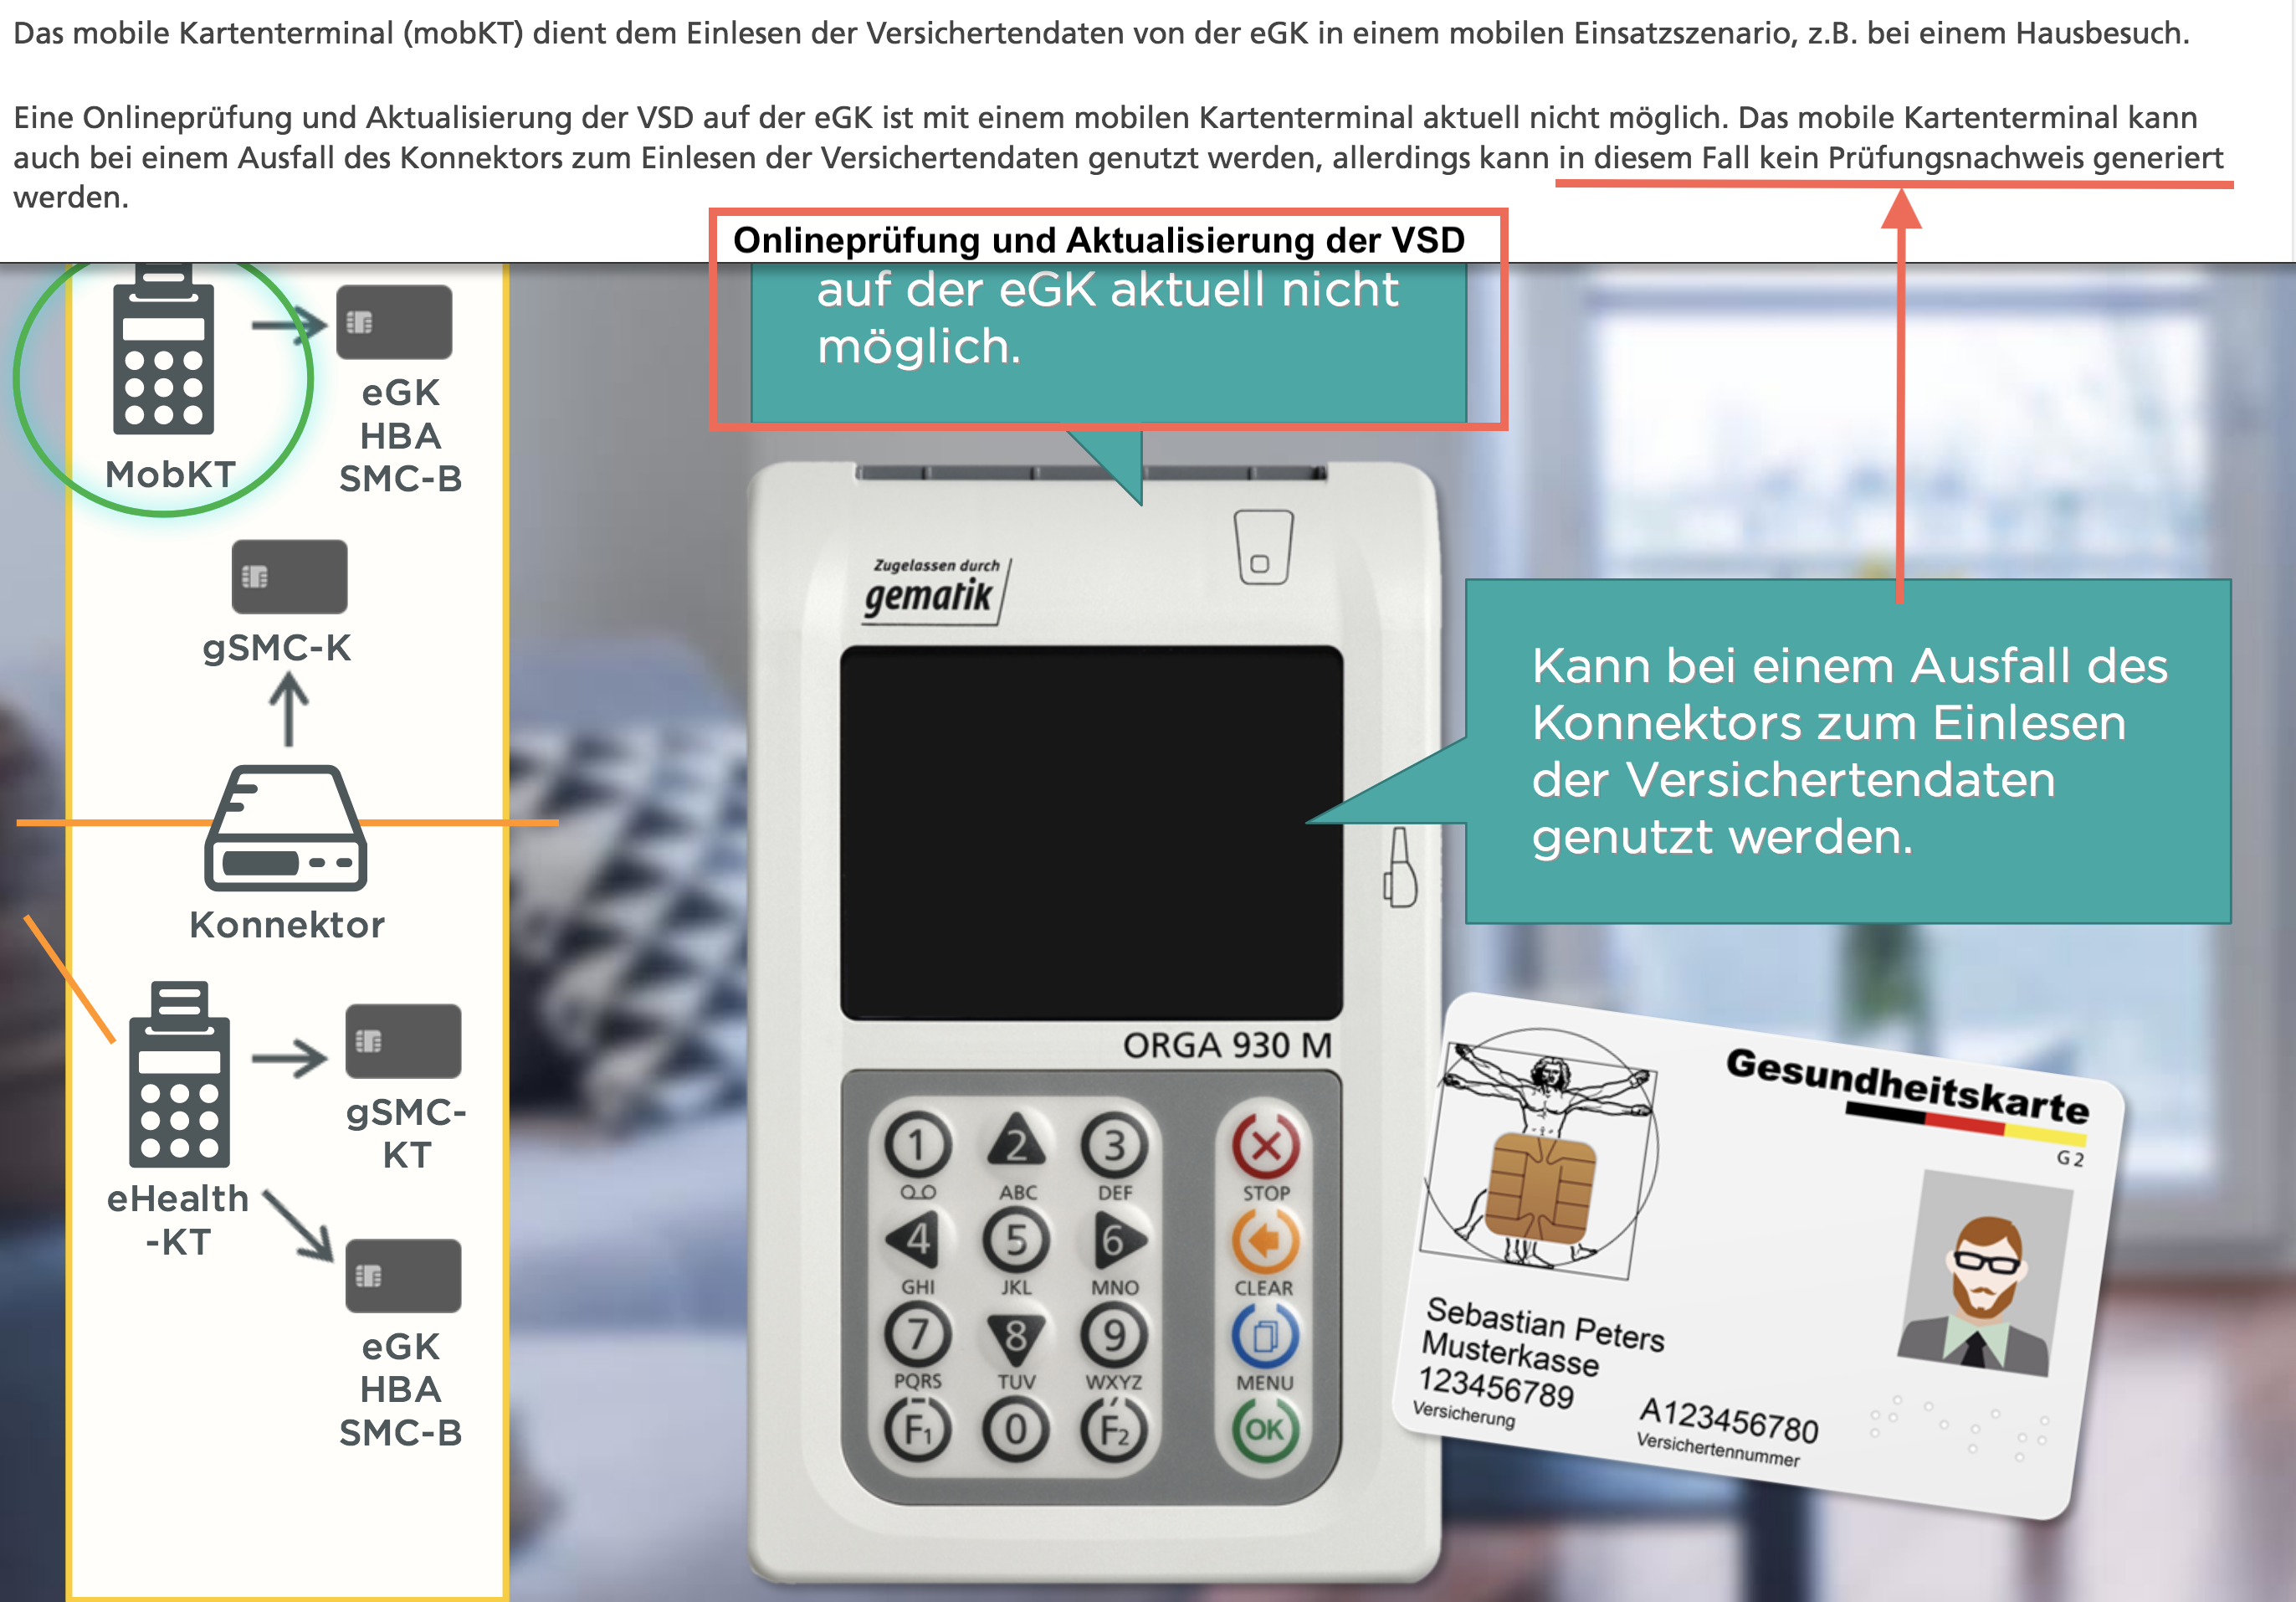 Das mobile Kartenterminal (mobKT) dient dem Einlesen der Versichertendaten von der eGK in einem mobilen Einsatzszenario, z.B. bei einem Hausbesuch.
Eine Onlineprüfung und Aktualisierung der VSD auf der eGK ist mit einem mobilen Kartenterminal aktuell nicht möglich. Das mobile Kartenterminal kann
auch bei einem Ausfall des Konnektors zum Einlesen der Versichertendaten genutzt werden, allerdings kann in diesem Fall kein Prüfungsnachweis generiert
werden.
Onlineprüfung und Aktualisierung der VSD
auf der eGK aktuell nicht
möglich.
MobKT
eGK
HBA
SMC-B
gSMC-K
Konnektor
eHealth
-KT
gSMC-
KT
eGK
HBA
SMC-B
Zugelassen durch
gematik
Kann bei einem Ausfall des
Konnektors zum Einlesen
der Versichertendaten
genutzt werden.
ORGA 930 M
1 2 3
ABC DEF STOP
4 5 6
GHI JKL MNO CLEAR
7 8 9
PQRS TUV WXYZ MENU
F1 0 F2 OK
Gesundheitskarte
G2
Sebastian Peters
Musterkasse
123456789
Versicherung
A123456780
Versichertennummer